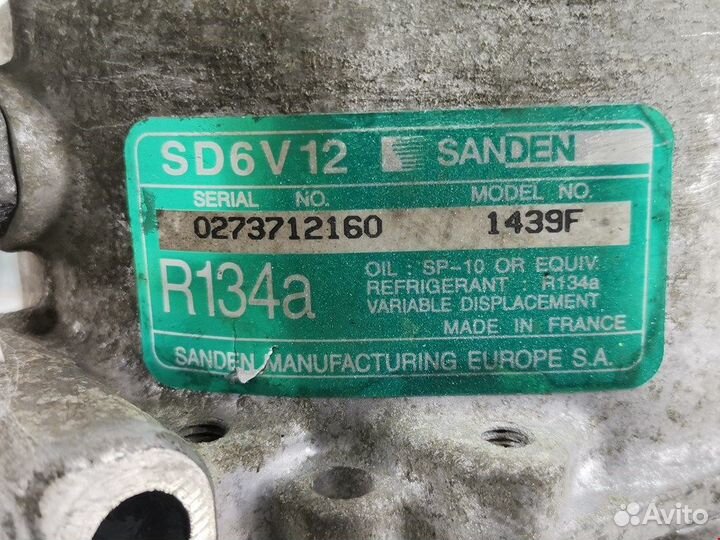 SD6V12 SANDEN
SERIAL NO. MODEL NO.
0273712160 1439F
R134a
OIL : SP-10 OR EQUIV.
REFRIGERANT : R134a
VARIABLE DISPLACEMENT
MADE IN FRANCE
SANDEN MANUFACTURING EUROPE S.A.
Avito